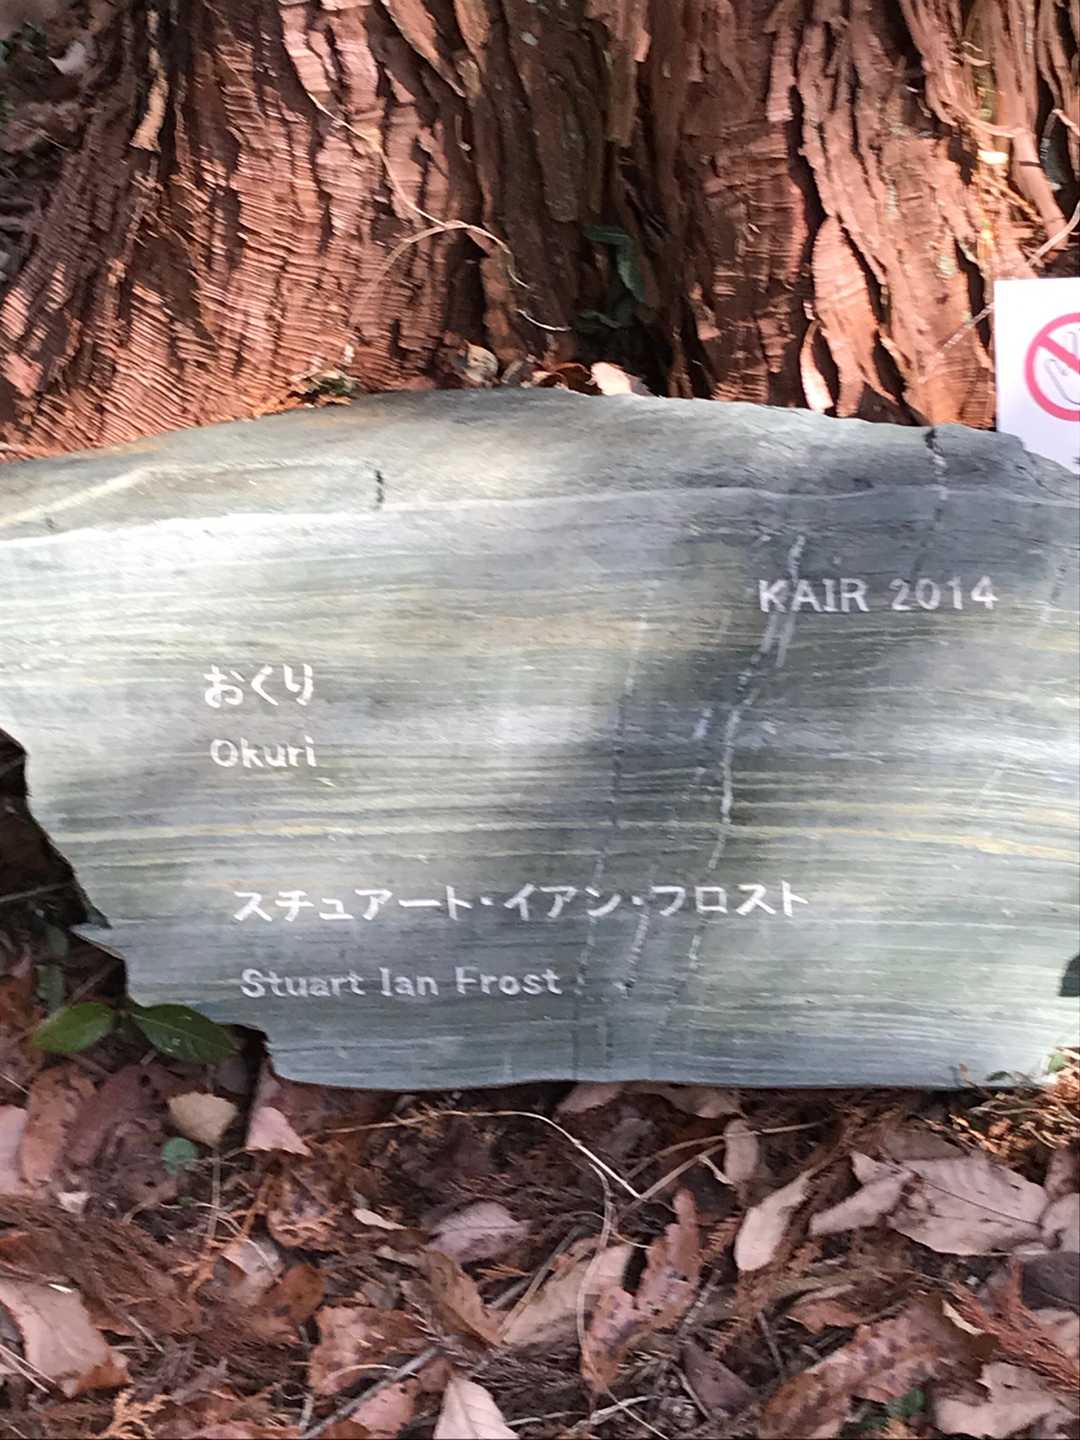 KAIR 2014
おくり
Okuri
スチュアート・イアン・フロスト
Stuart Ian Frost